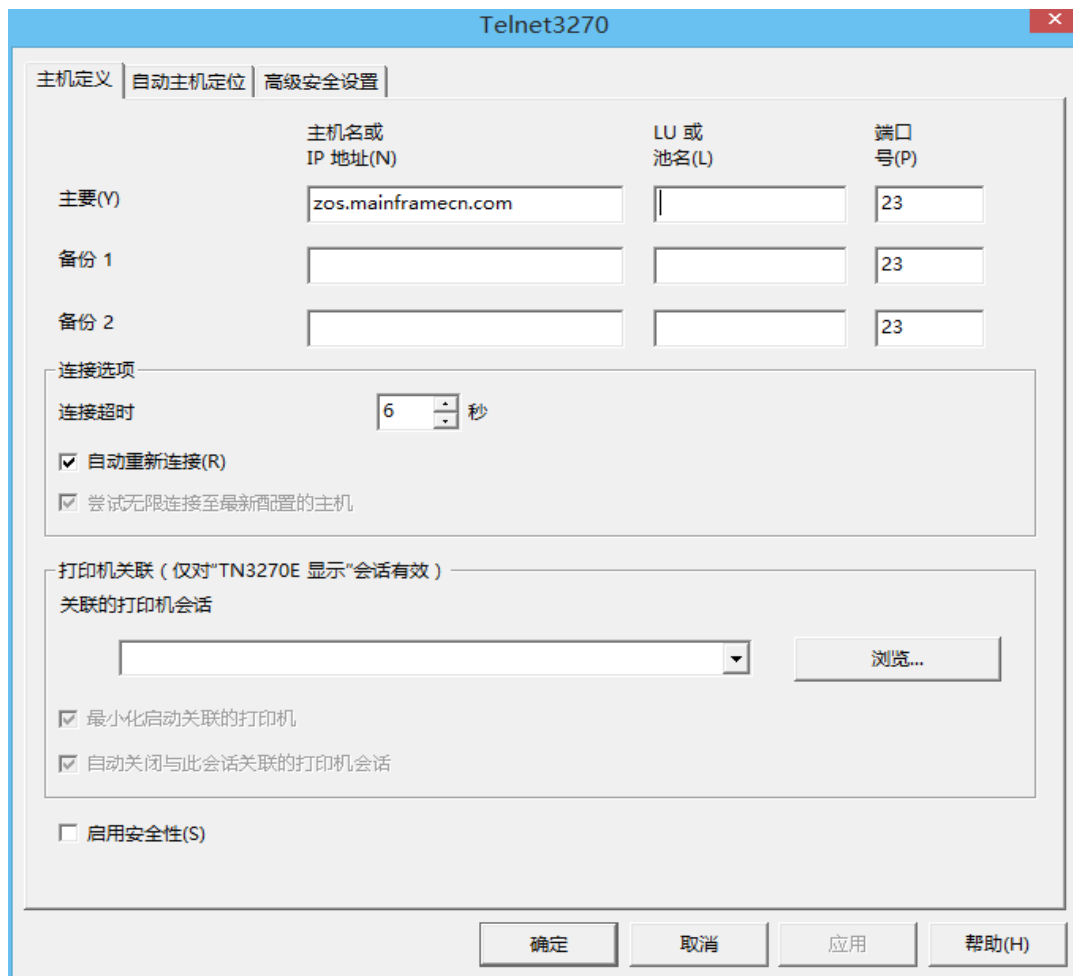 Telnet3270
主机定义 自动主机定位 高级安全设置
主机名或 LU 或 端口
IP 地址(N) 池名(L) 号(P)
主要(Y) zos.mainframecn.com 23
备份 1 23
备份 2 23
连接选项
连接超时 6 秒
自动重新连接(R)
尝试无限连接至最新配置的主机
打印机关联 ( 仅对"TN3270E 显示"会话有效 )
关联的打印机会话
浏览...
最小化启动关联的打印机
自动关闭与此会话关联的打印机会话
启用安全性(S)
确定 取消 应用 帮助(H)